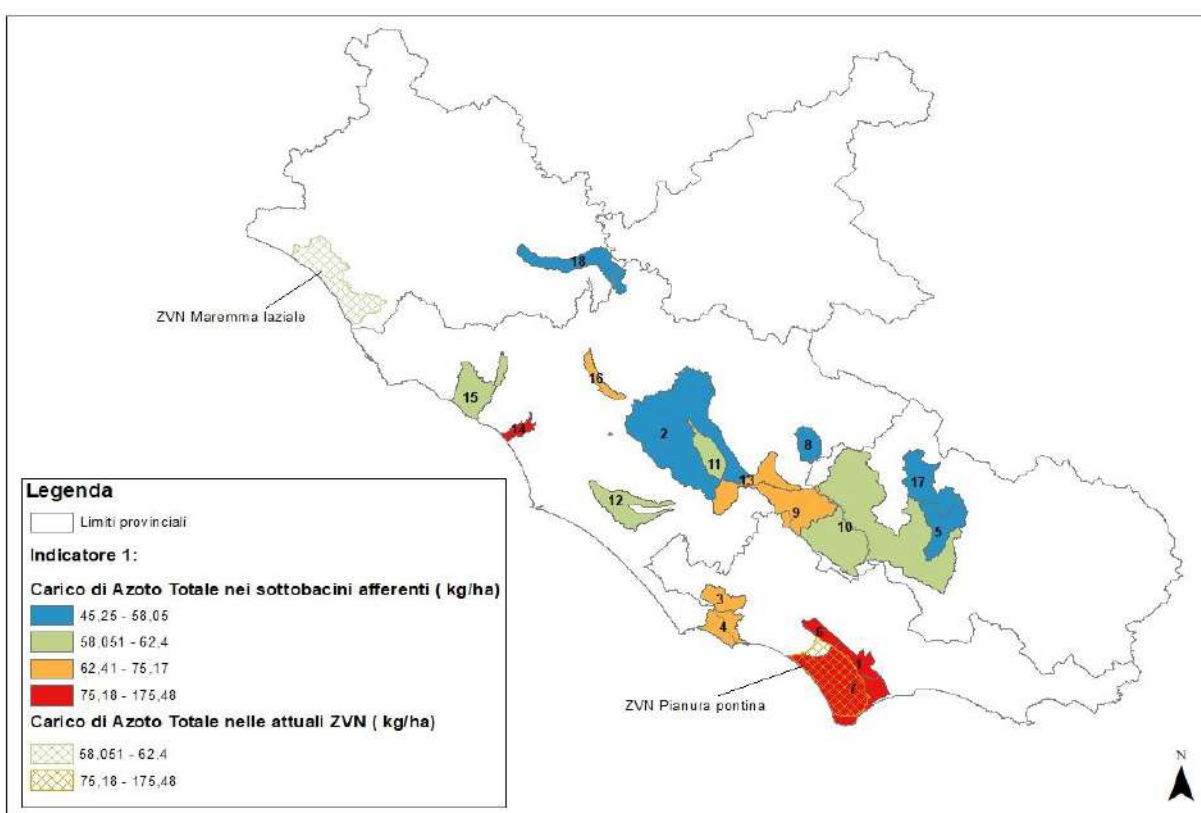 18
ZVN Maremma laziale
16
15
14
2
8
11
13
17
12
9
10
5
3
4
6
1
7
ZVN Pianura pontina
N
Legenda
Limiti provinciali
Indicatore 1:
Carico di Azoto Totale nei sottobacini afferenti ( kg/ha)
45,25 - 58,05
58,051 - 62,4
62,41 - 75,17
75,18 - 175,48
Carico di Azoto Totale nelle attuali ZVN ( kg/ha)
58,051 - 62,4
75,18 - 175,48